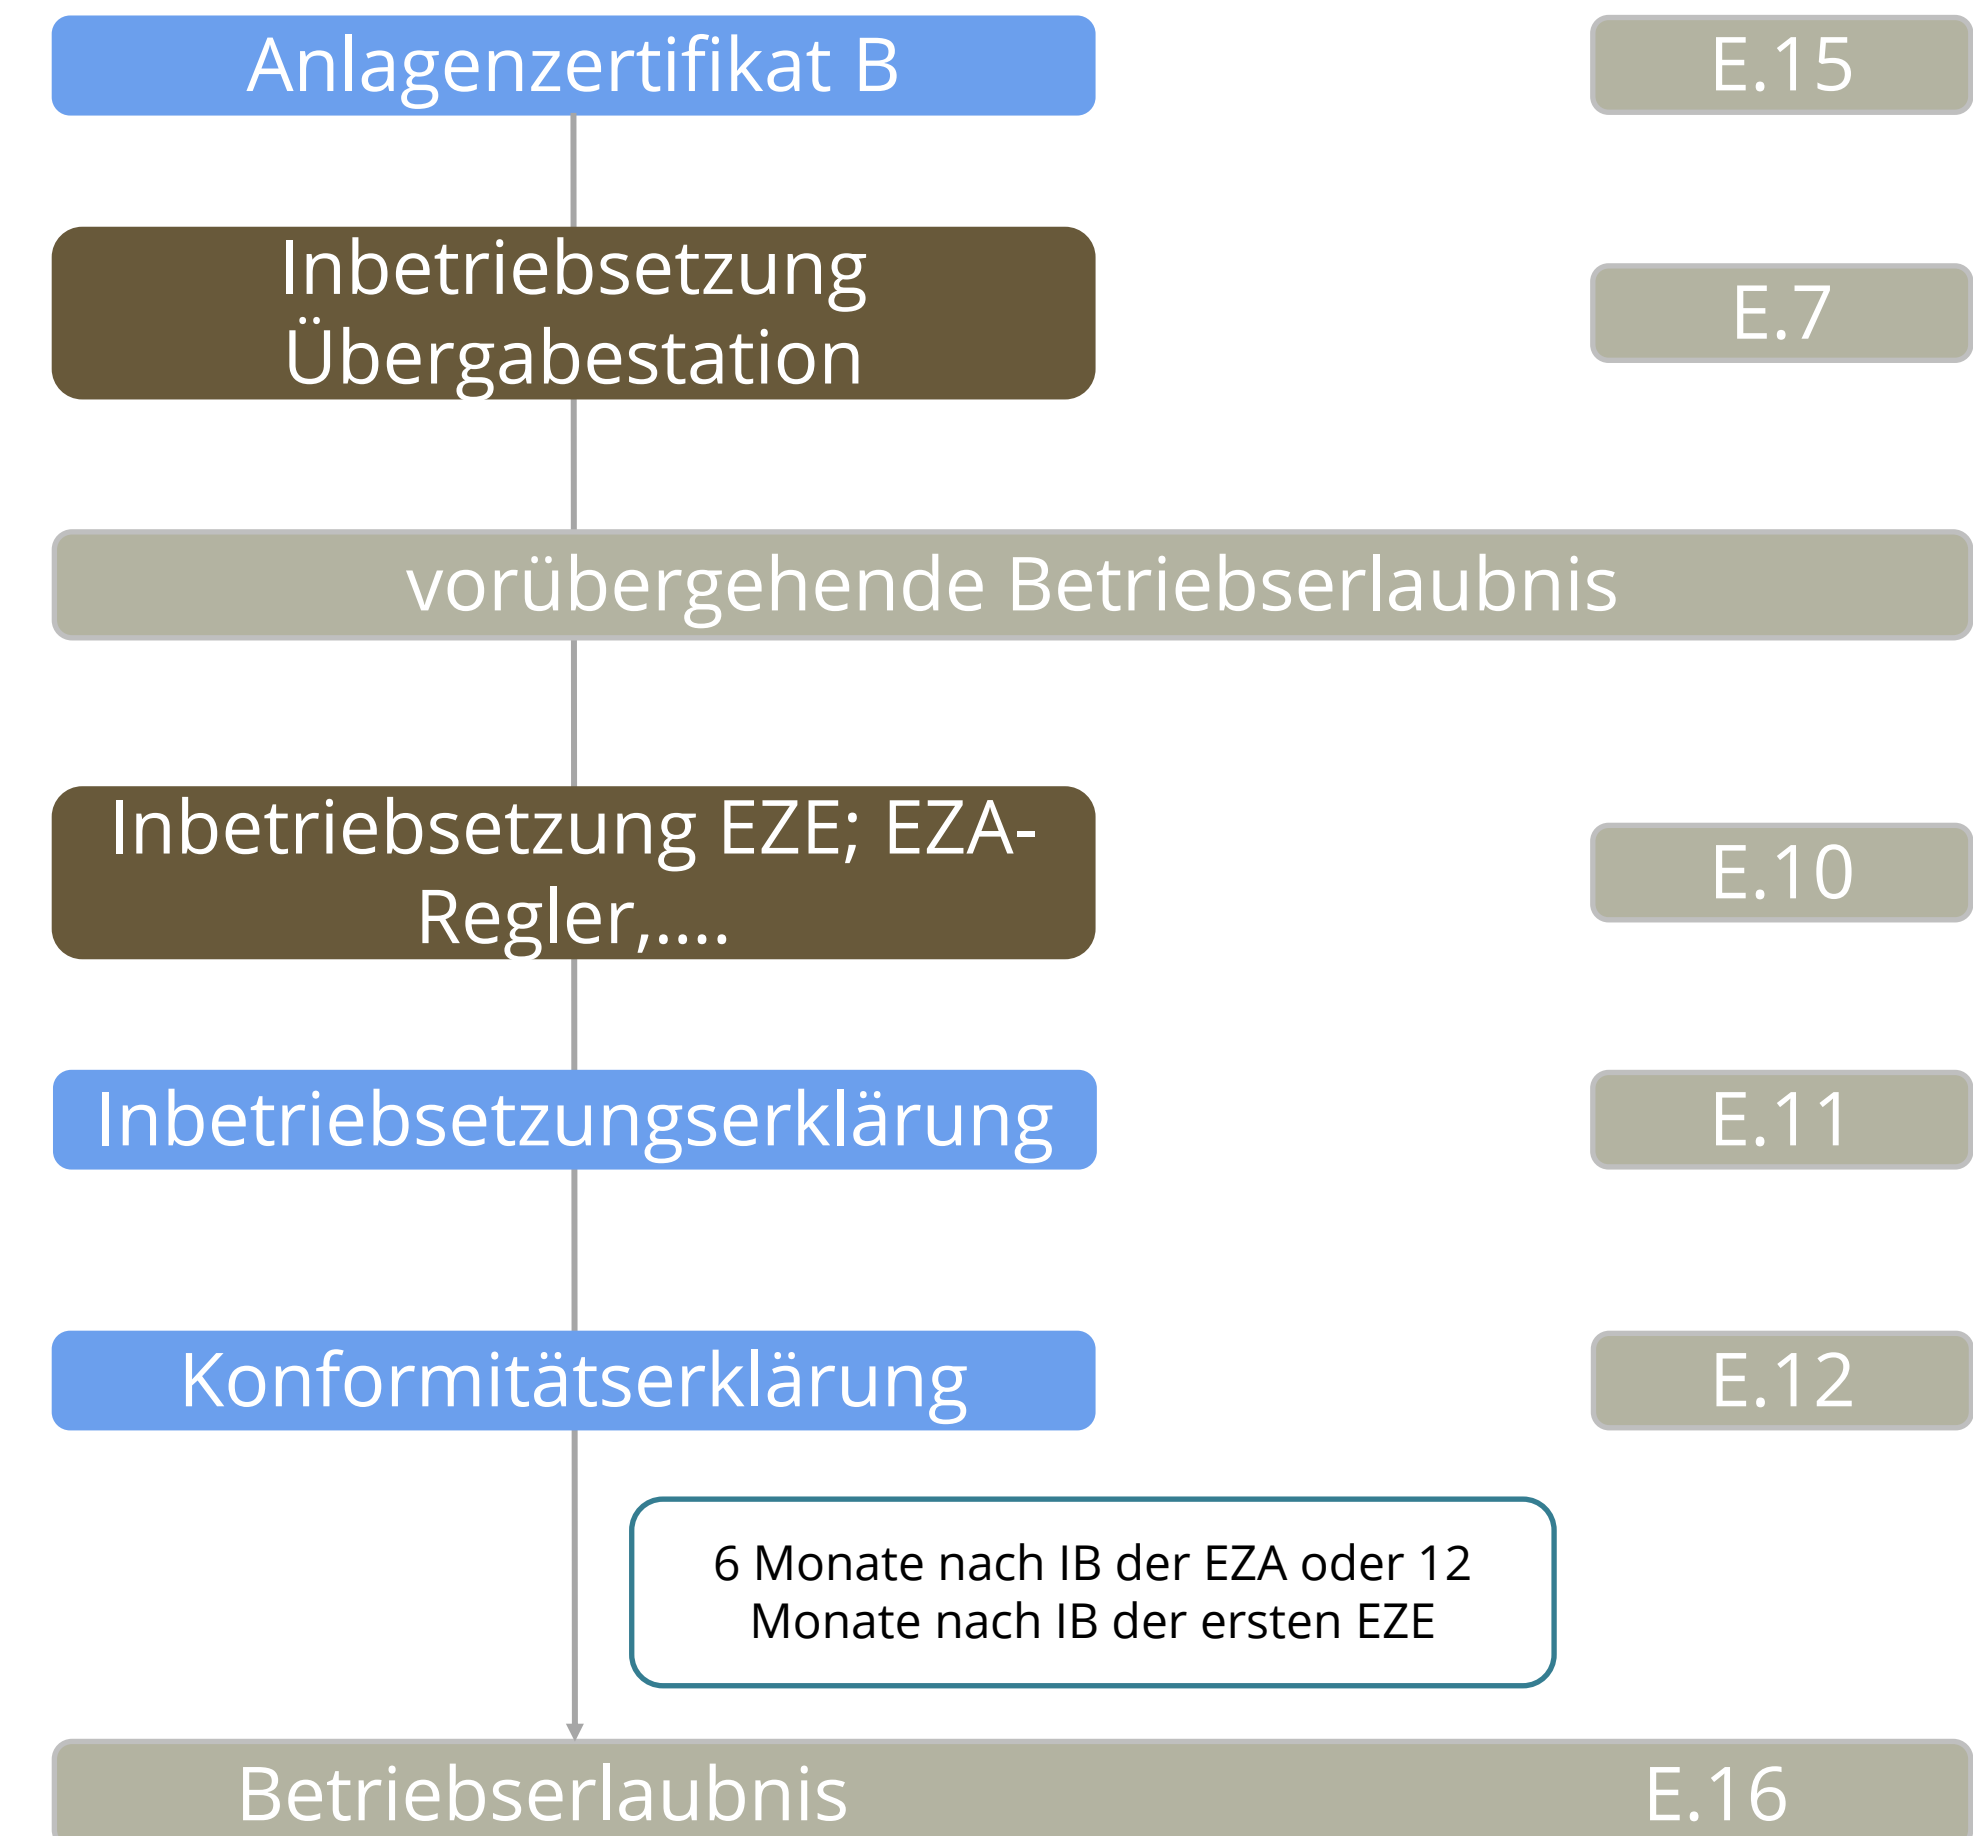 Anlagenzertifikat B
E.15
Inbetriebsetzung
Übergabestation
E.7
vorübergehende Betriebserlaubnis
Inbetriebsetzung EZE; EZA-
Regler,....
E.10
Inbetriebsetzungserklärung
E.11
Konformitätserklärung
E.12
6 Monate nach IB der EZA oder 12
Monate nach IB der ersten EZE
Betriebserlaubnis
E.16